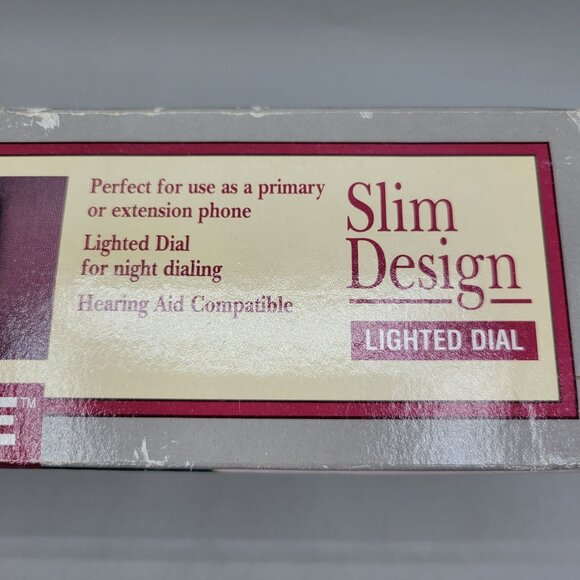 Perfect for use as a primary
or extension phone
Lighted Dial
for night dialing
Hearing Aid Compatible
Slim
Design
LIGHTED DIAL
E™